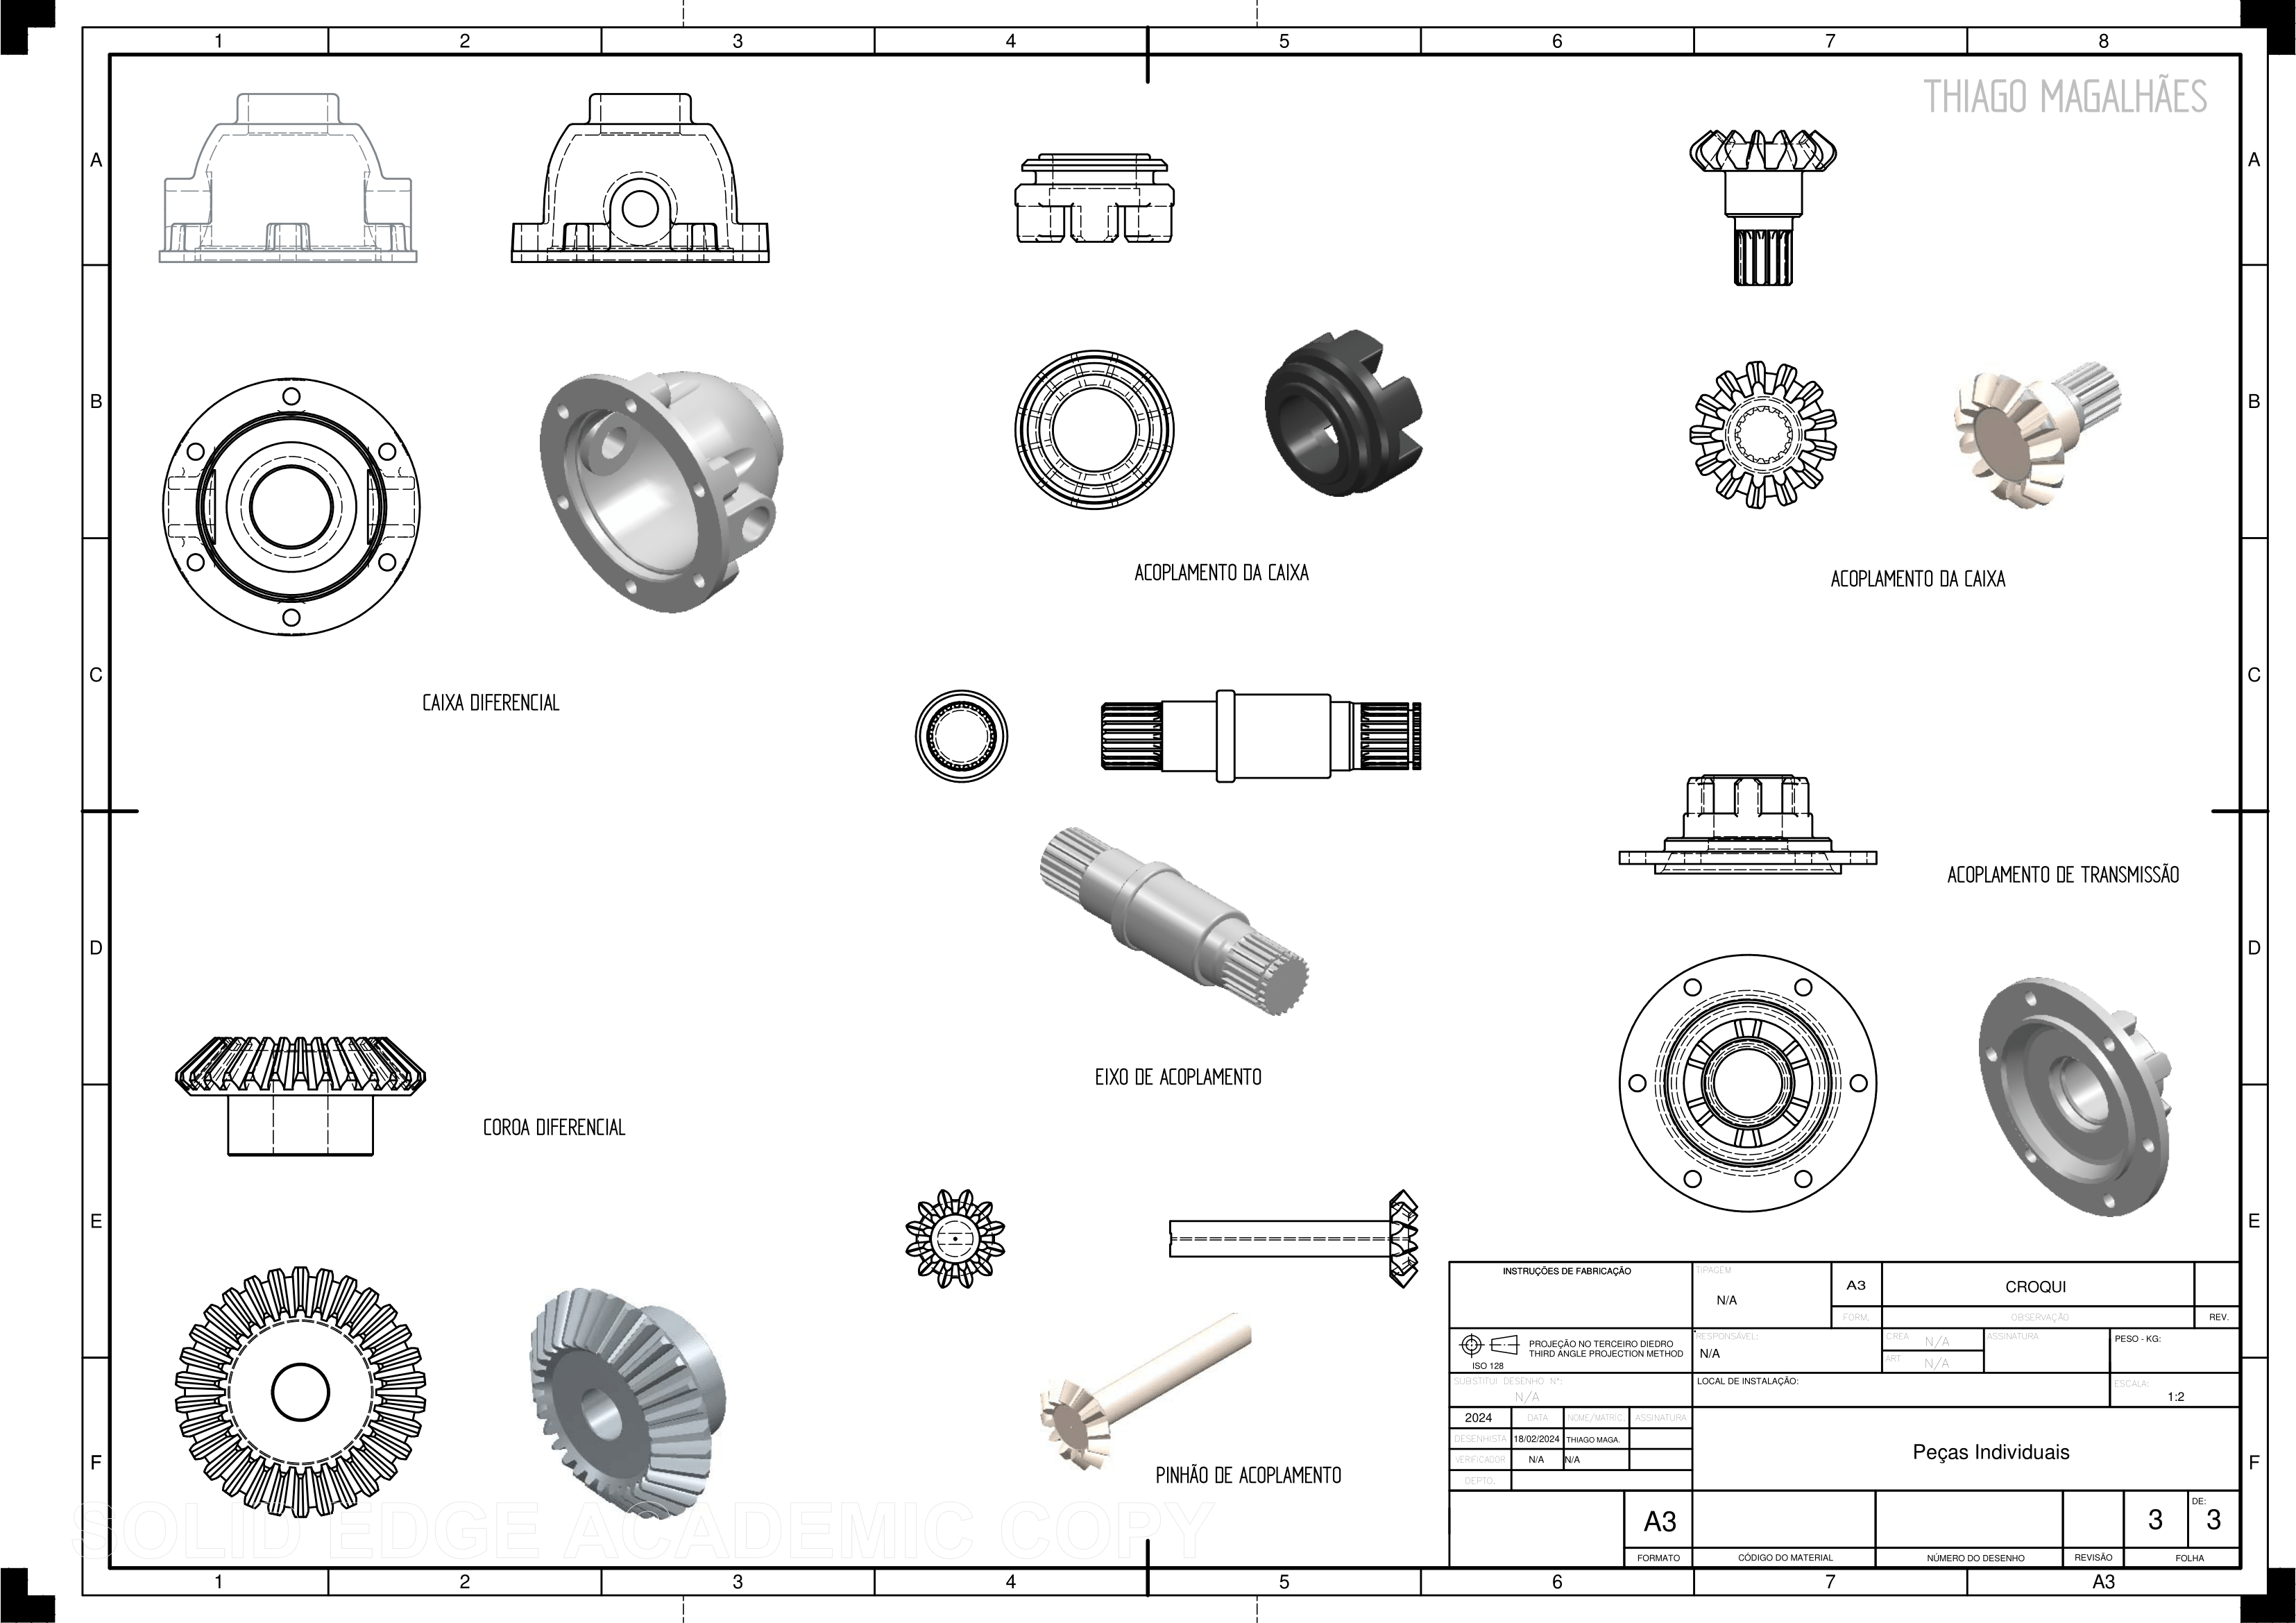 1 2 3 4 5 6 7 8
THIAGO MAGALHÃES
A A
B B
ACOPLAMENTO DA CAIXA
ACOPLAMENTO DA CAIXA
C C
CAIXA DIFERENCIAL
ACOPLAMENTO DE TRANSMISSÃO
D D
EIXO DE ACOPLAMENTO
COROA DIFERENCIAL
E E
PINHÃO DE ACOPLAMENTO
F F
SOLID EDGE ACADEMIC COPY
INSTRUÇÕES DE FABRICAÇÃO
TIPAGEM
N/A
A3
FORM.
CROQUI
OBSERVAÇÃO
REV.
PROJEÇÃO NO TERCEIRO DIEDRO
THIRD ANGLE PROJECTION METHOD
ISO 128
RESPONSÁVEL:
N/A
CREA N/A
ART N/A
ASSINATURA
PESO - KG:
SUBSTITUI DESENHO N°:
N/A
LOCAL DE INSTALAÇÃO:
ESCALA:
1:2
2024 DATA NOME/MATRIC. ASSINATURA
DESENHISTA 18/02/2024 THIAGO MAGA.
VERIFICADOR N/A N/A
DEPTO.
Peças Individuais
A3
FORMATO
CÓDIGO DO MATERIAL
NÚMERO DO DESENHO
REVISÃO
3
DE:
3
FOLHA
1 2 3 4 5 6 7 A3